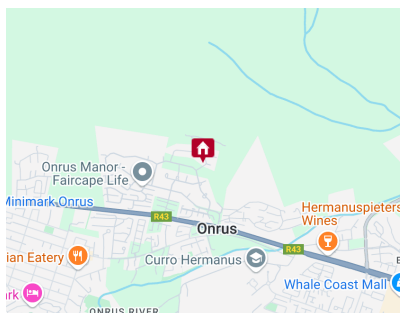 Onrus Manor -
Faircape Life
Minimark Onrus
Hermanuspieters
Wines
R43
Onrus
R43
ian Eatery
Curro Hermanus
Whale Coast Mall
ark
ONRUS RIVER